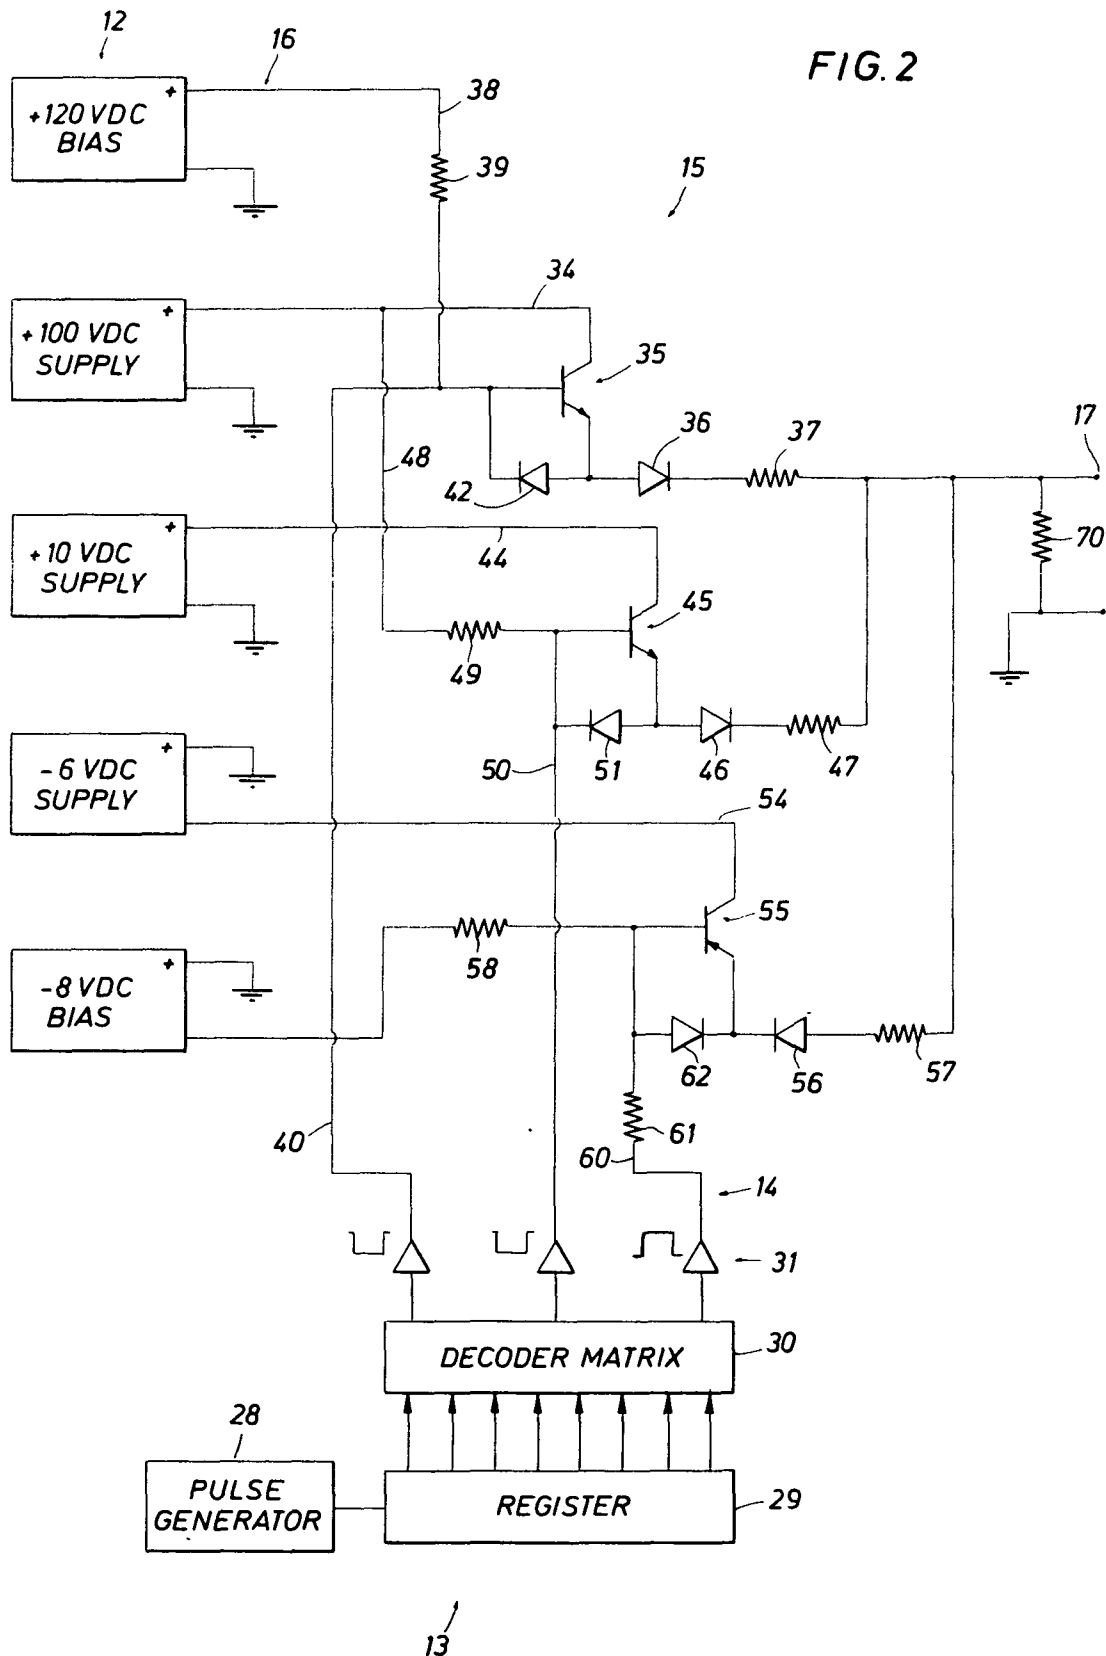 12
16
FIG. 2
+
+120 VDC
BIAS
38
39
15
34
+
+100 VDC
SUPPLY
35
36
37
17
48
42
+
+10 VDC
SUPPLY
44
70
45
49
+
-6 VDC
SUPPLY
50
51
46
47
54
55
58
+
-8 VDC
BIAS
62
56
57
61
40
60
14
31
DECODER MATRIX
30
28
PULSE
GENERATOR
REGISTER
29
13